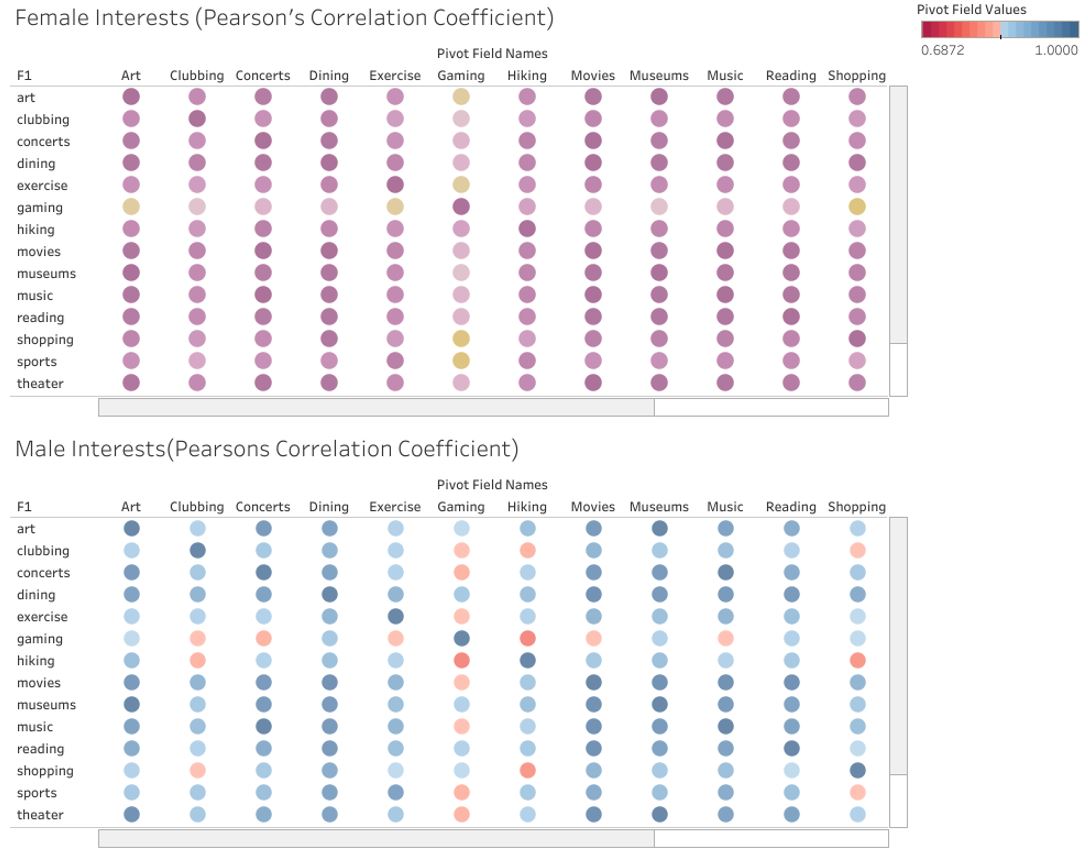 Female Interests (Pearson's Correlation Coefficient)
Pivot Field Values
0.6872 1.0000
Pivot Field Names
F1 Art Clubbing Concerts Dining Exercise Gaming Hiking Movies Museums Music Reading Shopping
art
clubbing
concerts
dining
exercise
gaming
hiking
movies
museums
music
reading
shopping
sports
theater
Male Interests(Pearsons Correlation Coefficient)
Pivot Field Names
F1 Art Clubbing Concerts Dining Exercise Gaming Hiking Movies Museums Music Reading Shopping
art
clubbing
concerts
dining
exercise
gaming
hiking
movies
museums
music
reading
shopping
sports
theater